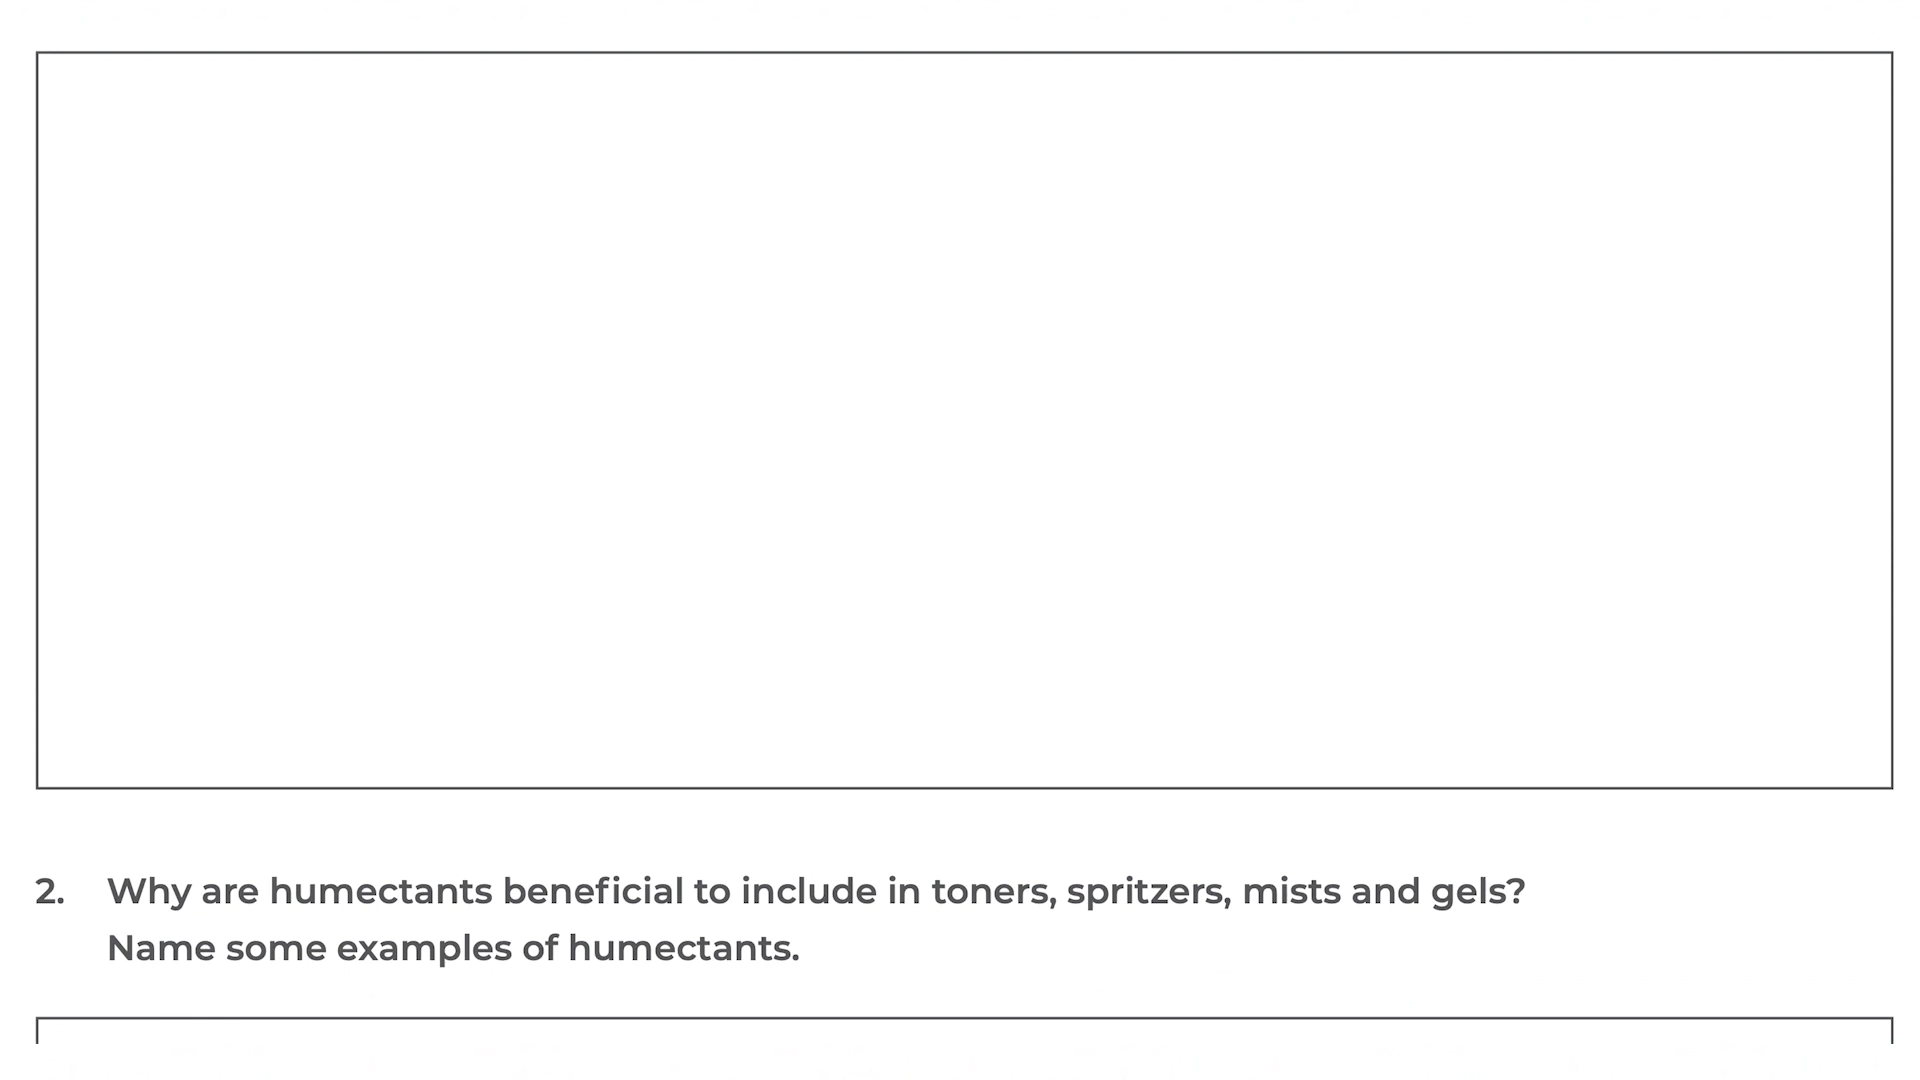 2. Why are humectants beneficial to include in toners, spritzers, mists and gels?
Name some examples of humectants.